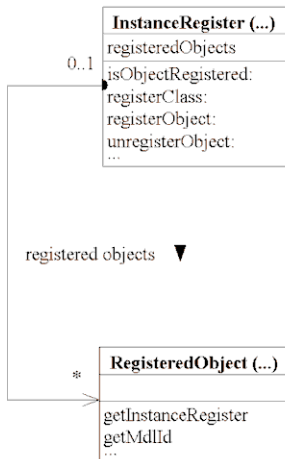 InstanceRegister (...)
registeredObjects
0..1
isObjectRegistered:
registerClass:
registerObject:
unregisterObject:
...
registered objects
*
RegisteredObject (...)
getInstanceRegister
getMdlId
...